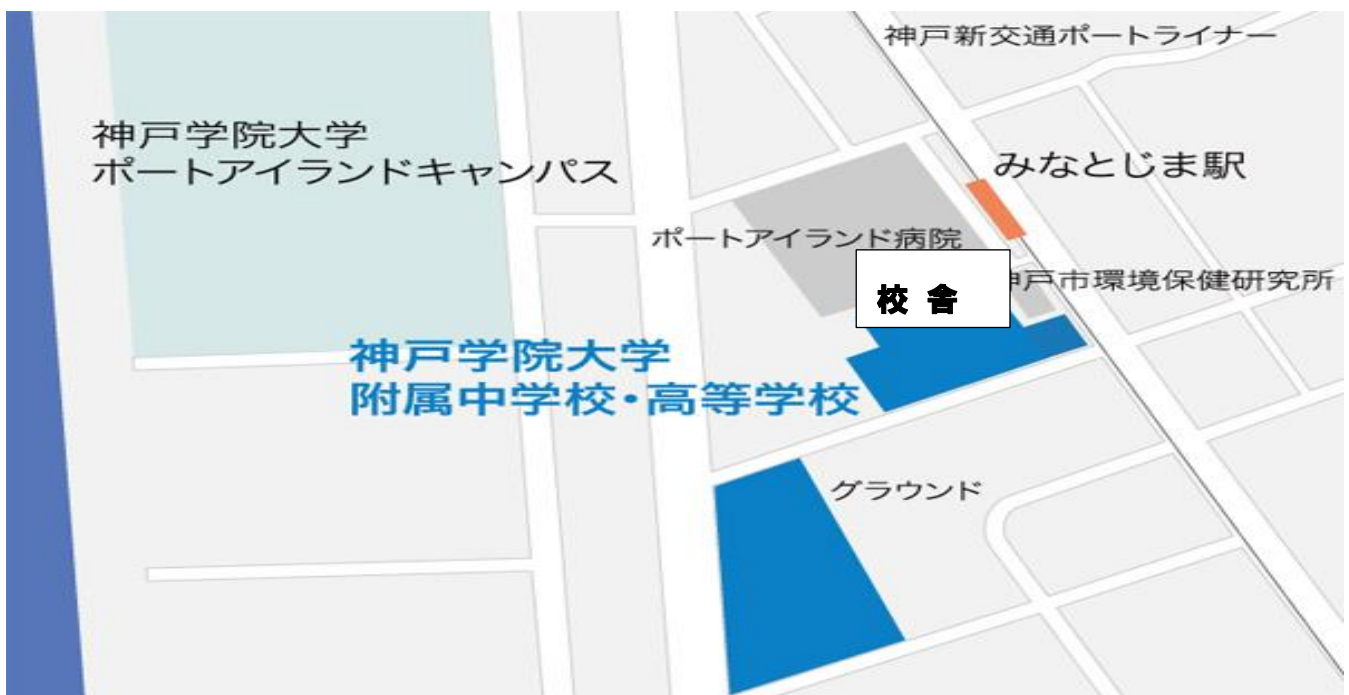 神戸新交通ポートライナー
神戸学院大学
ポートアイランドキャンパス
みなとじま駅
ポートアイランド病院
校舎
戸市環境保健研究所
神戸学院大学
附属中学校・高等学校
グラウンド